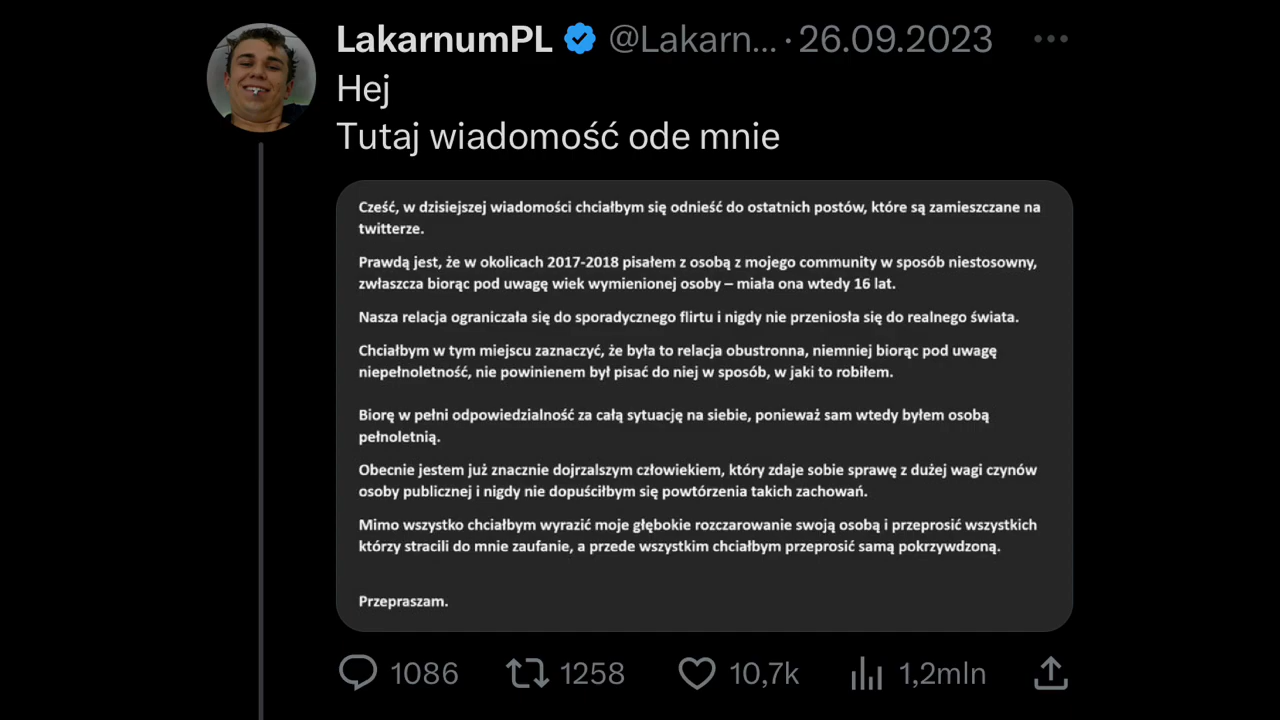 LakarnumPL @Lakarn... · 26.09.2023
Hej
Tutaj wiadomość ode mnie
Cześć, w dzisiejszej wiadomości chciałbym się odnieść do ostatnich postów, które są zamieszczane na
twitterze.
Prawdą jest, że w okolicach 2017-2018 pisałem z osobą z mojego community w sposób niestosowny,
zwłaszcza biorąc pod uwagę wiek wymienionej osoby – miała ona wtedy 16 lat.
Nasza relacja ograniczała się do sporadycznego flirtu i nigdy nie przeniosła się do realnego świata.
Chciałbym w tym miejscu zaznaczyć, że była to relacja obustronna, niemniej biorąc pod uwagę
niepełnoletność, nie powinienem był pisać do niej w sposób, w jaki to robiłem.
Biorę w pełni odpowiedzialność za całą sytuację na siebie, ponieważ sam wtedy byłem osobą
pełnoletnią.
Obecnie jestem już znacznie dojrzalszym człowiekiem, który zdaje sobie sprawę z dużej wagi czynów
osoby publicznej i nigdy nie dopuściłbym się powtórzenia takich zachowań.
Mimo wszystko chciałbym wyrazić moje głębokie rozczarowanie swoją osobą i przeprosić wszystkich
którzy stracili do mnie zaufanie, a przede wszystkim chciałbym przeprosić samą pokrzywdzoną.
Przepraszam.
1086 1258 10,7k 1,2mln